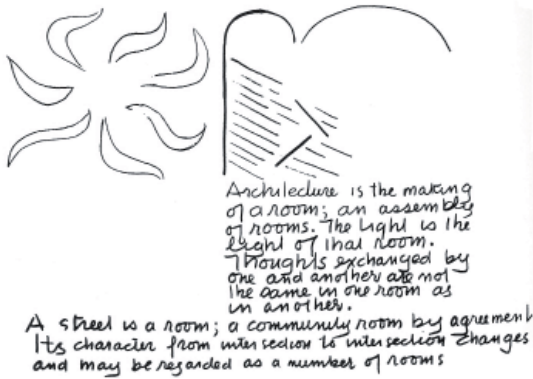 Architecture is the making
of a room; an assembly
of rooms. The light is the
light of that room.
Thoughts exchanged by
one and another are not
the same in one room as
in another.
A street is a room; a community room by agreement
Its character from intersection to intersection changes
and may be regarded as a number of rooms